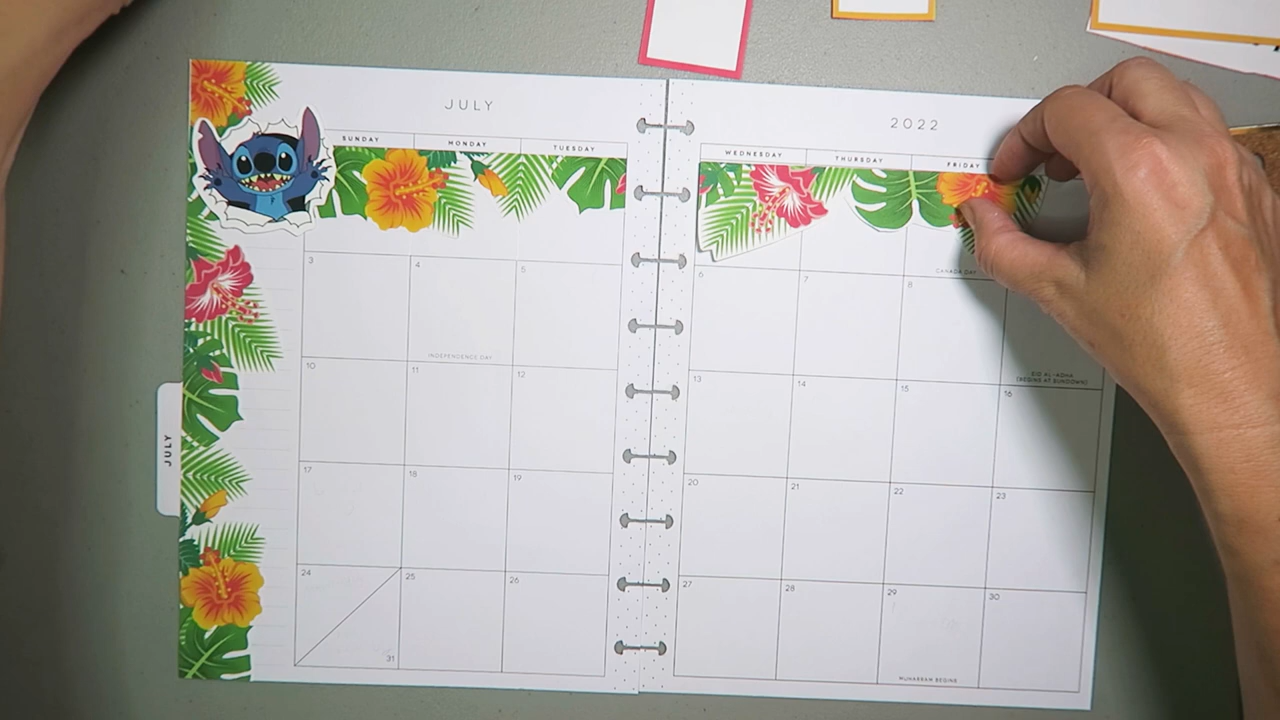 JULY
2022
SUNDAY MONDAY TUESDAY
WEDNESDAY THURSDAY FRIDAY
CANADA DAY
3 4 5
6 7 8
INDEPENDENCE DAY
EID AL-ADHA
(BEGINS AT SUNDOWN)
10 11 12
13 14 15 16
17 18 19
20 21 22 23
24 25 26
27 28 29 30
31
MUHARRAM BEGINS
JULY